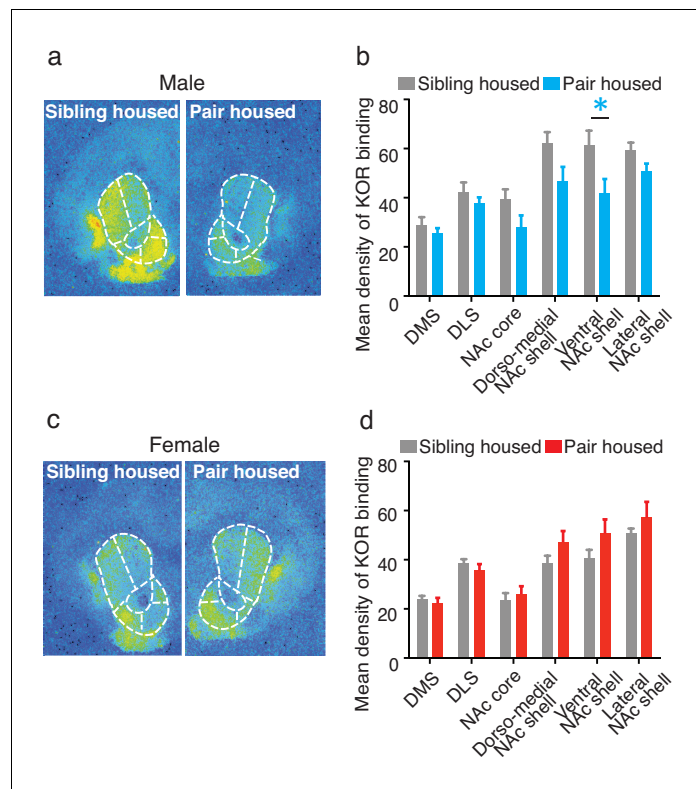 a
Male
Sibling housed
Pair housed
b
Sibling housed Pair housed
Mean density of KOR binding
80
60
40
20
0
*
DMS
DLS
NAc core
Dorso-medial
NAc shell
Ventral
NAc shell
Lateral
NAc shell
c
Female
Sibling housed
Pair housed
d
Sibling housed Pair housed
Mean density of KOR binding
80
60
40
20
0
DMS
DLS
NAc core
Dorso-medial
NAc shell
Ventral
NAc shell
Lateral
NAc shell